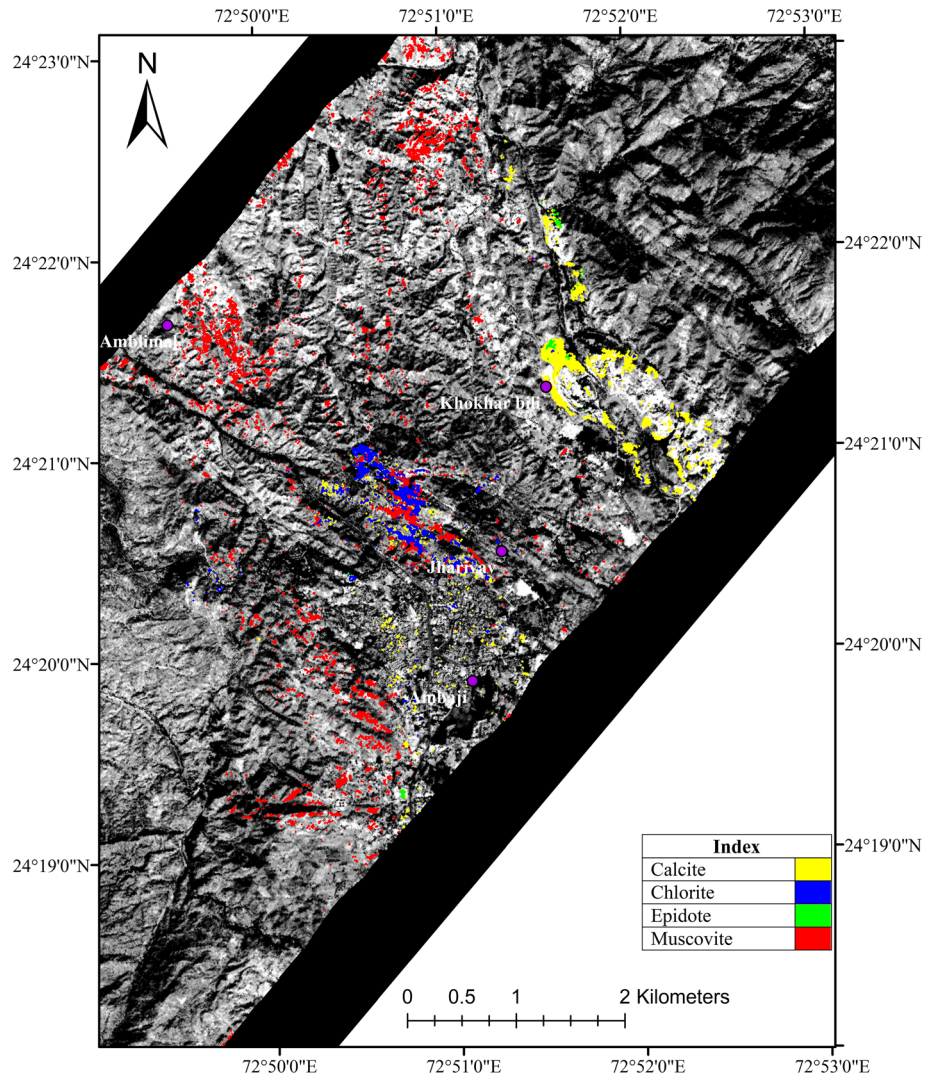 72°50'0"E 72°51'0"E 72°52'0"E 72°53'0"E
24°23'0"N
N
24°22'0"N
24°22'0"N
Amblimal
Khokhar bili
24°21'0"N
24°21'0"N
Jharivav
24°20'0"N
24°20'0"N
Ambaji
24°19'0"N
24°19'0"N
Index
Calcite
Chlorite
Epidote
Muscovite
0 0.5 1 2 Kilometers
72°50'0"E 72°51'0"E 72°52'0"E 72°53'0"E